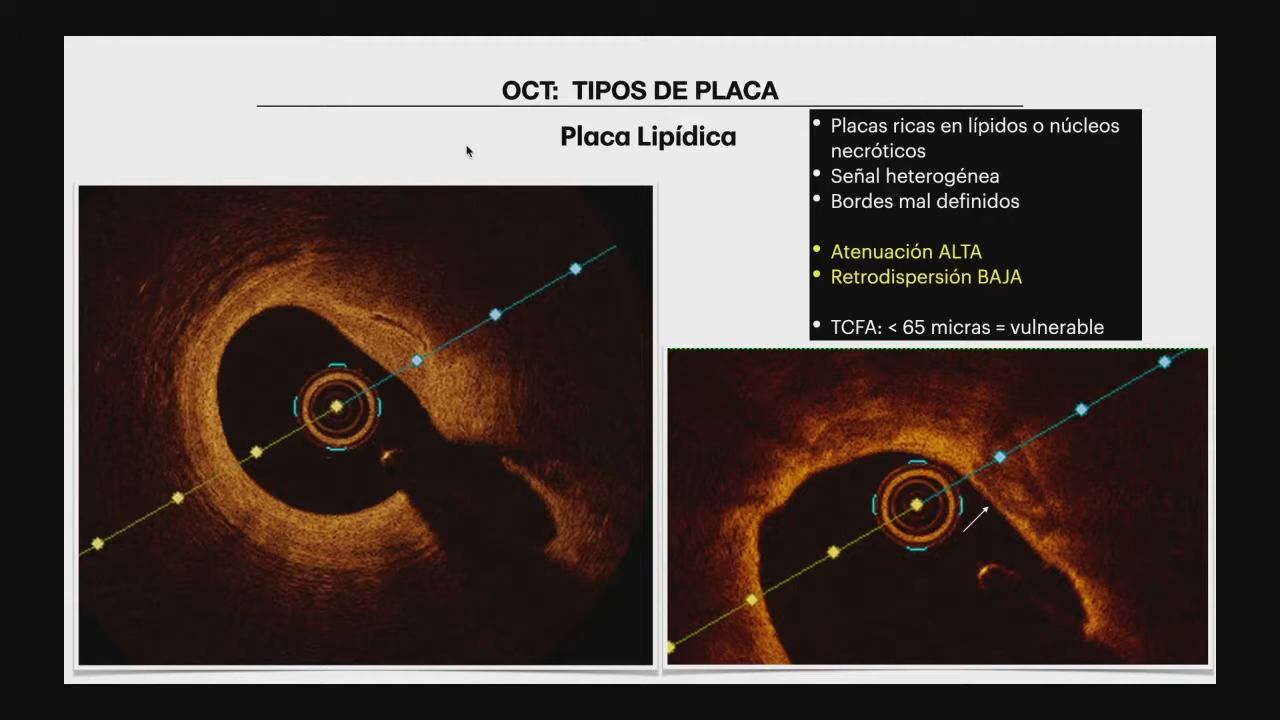 OCT: TIPOS DE PLACA
Placa Lipídica
• Placas ricas en lípidos o núcleos
necróticos
• Señal heterogénea
• Bordes mal definidos
• Atenuación ALTA
• Retrodispersión BAJA
• TCFA: < 65 micras = vulnerable